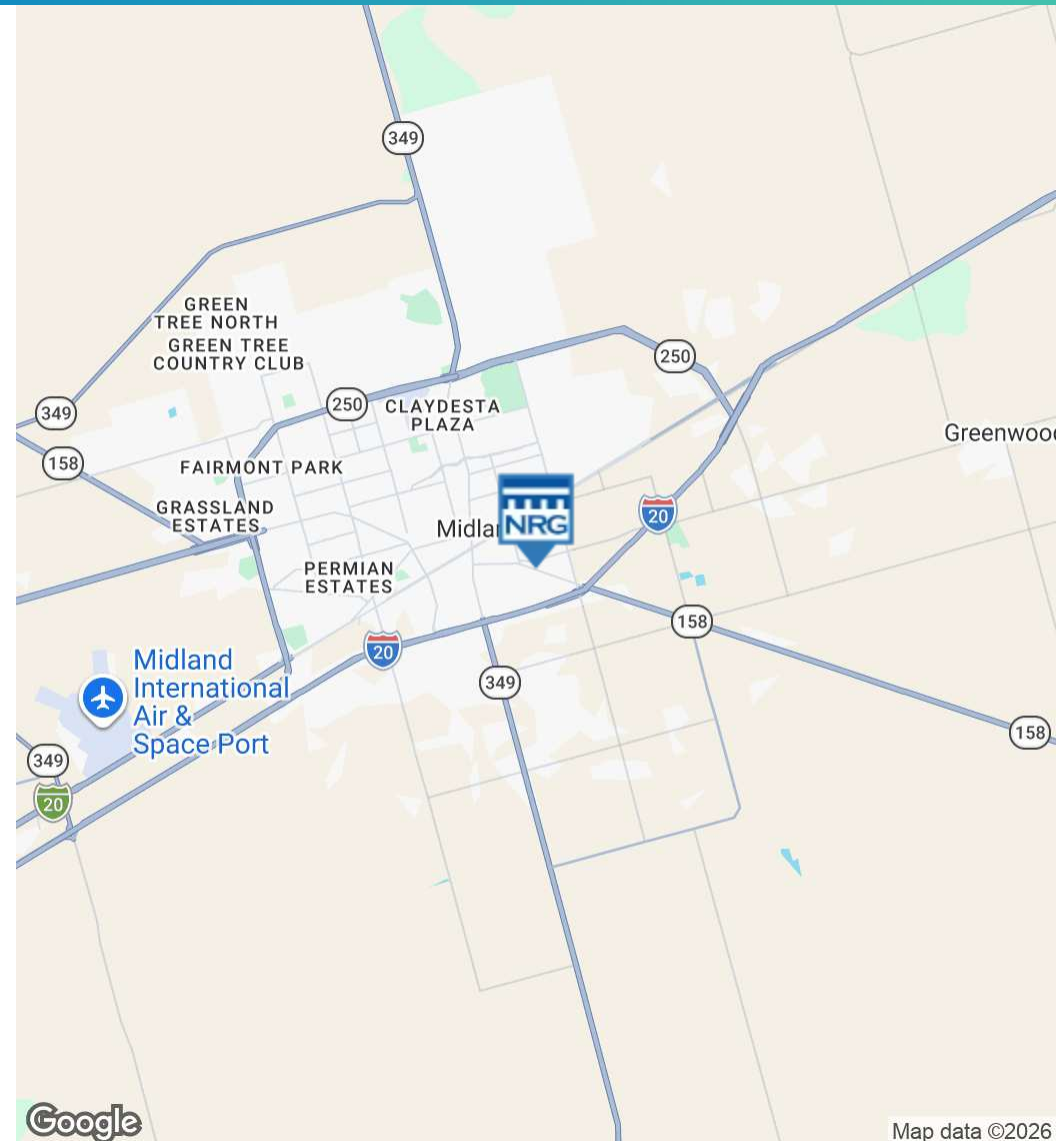 349
GREEN
TREE NORTH
GREEN TREE
COUNTRY CLUB
250
349
250
CLAYDESTA
PLAZA
158
Greenwood
FAIRMONT PARK
GRASSLAND
ESTATES
NRG
20
Midlan
PERMIAN
ESTATES
158
20
Midland
International
Air &
Space Port
349
158
349
20
Google
Map data ©2026